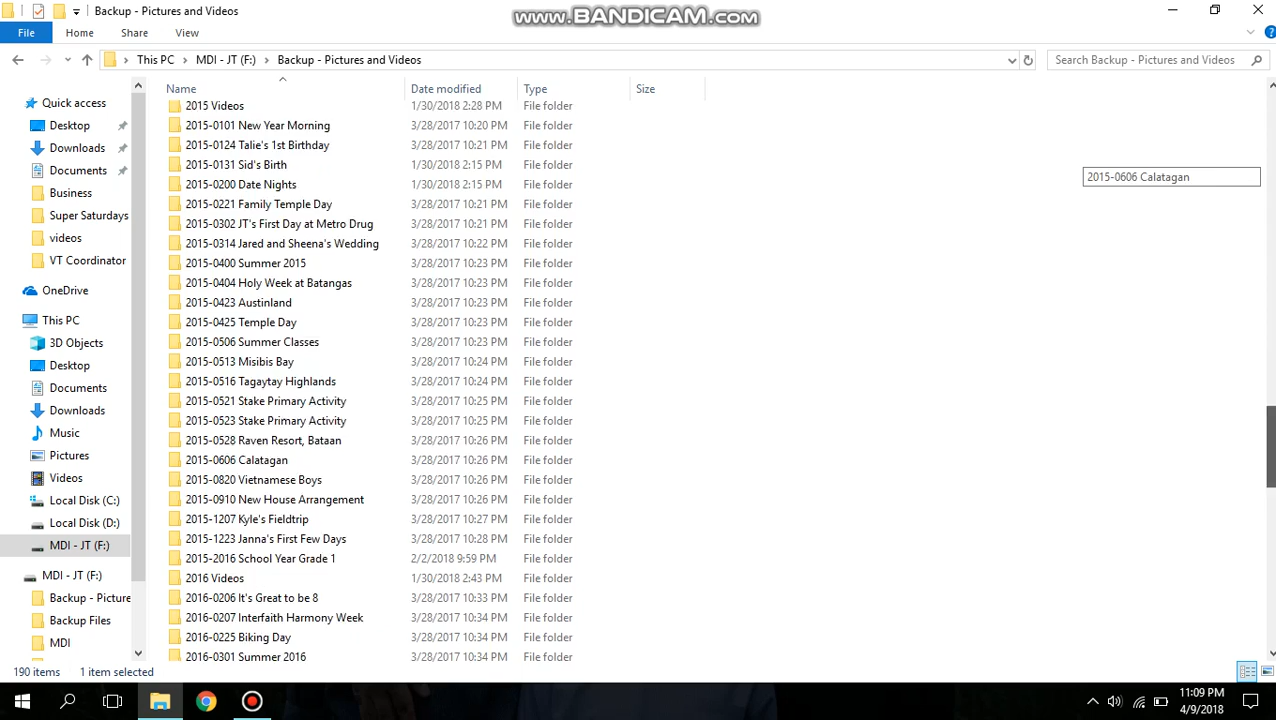 Backup - Pictures and Videos
www.BANDICAM.com
File Home Share View
This PC MDI - JT (F:) Backup - Pictures and Videos
Search Backup - Pictures and Videos
Name Date modified Type Size
2015 Videos 1/30/2018 2:28 PM File folder
2015-0101 New Year Morning 3/28/2017 10:20 PM File folder
2015-0124 Talie's 1st Birthday 3/28/2017 10:21 PM File folder
2015-0131 Sid's Birth 1/30/2018 2:15 PM File folder
2015-0200 Date Nights 1/30/2018 2:15 PM File folder
2015-0221 Family Temple Day 3/28/2017 10:21 PM File folder
2015-0302 JT's First Day at Metro Drug 3/28/2017 10:21 PM File folder
2015-0314 Jared and Sheena's Wedding 3/28/2017 10:22 PM File folder
2015-0400 Summer 2015 3/28/2017 10:23 PM File folder
2015-0404 Holy Week at Batangas 3/28/2017 10:23 PM File folder
2015-0423 Austinland 3/28/2017 10:23 PM File folder
2015-0425 Temple Day 3/28/2017 10:23 PM File folder
2015-0506 Summer Classes 3/28/2017 10:23 PM File folder
2015-0513 Misibis Bay 3/28/2017 10:24 PM File folder
2015-0516 Tagaytay Highlands 3/28/2017 10:24 PM File folder
2015-0521 Stake Primary Activity 3/28/2017 10:25 PM File folder
2015-0523 Stake Primary Activity 3/28/2017 10:25 PM File folder
2015-0528 Raven Resort, Bataan 3/28/2017 10:26 PM File folder
2015-0606 Calatagan 3/28/2017 10:26 PM File folder
2015-0820 Vietnamese Boys 3/28/2017 10:26 PM File folder
2015-0910 New House Arrangement 3/28/2017 10:26 PM File folder
2015-1207 Kyle's Fieldtrip 3/28/2017 10:27 PM File folder
2015-1223 Janna's First Few Days 3/28/2017 10:28 PM File folder
2015-2016 School Year Grade 1 2/2/2018 9:59 PM File folder
2016 Videos 1/30/2018 2:43 PM File folder
2016-0206 It's Great to be 8 3/28/2017 10:33 PM File folder
2016-0207 Interfaith Harmony Week 3/28/2017 10:34 PM File folder
2016-0225 Biking Day 3/28/2017 10:34 PM File folder
2016-0301 Summer 2016 3/28/2017 10:34 PM File folder
2015-0606 Calatagan
Quick access
Desktop
Downloads
Documents
Business
Super Saturdays
videos
VT Coordinator
OneDrive
This PC
3D Objects
Desktop
Documents
Downloads
Music
Pictures
Videos
Local Disk (C:)
Local Disk (D:)
MDI - JT (F:)
MDI - JT (F:)
Backup - Picture
Backup Files
MDI
190 items 1 item selected
11:09 PM
4/9/2018